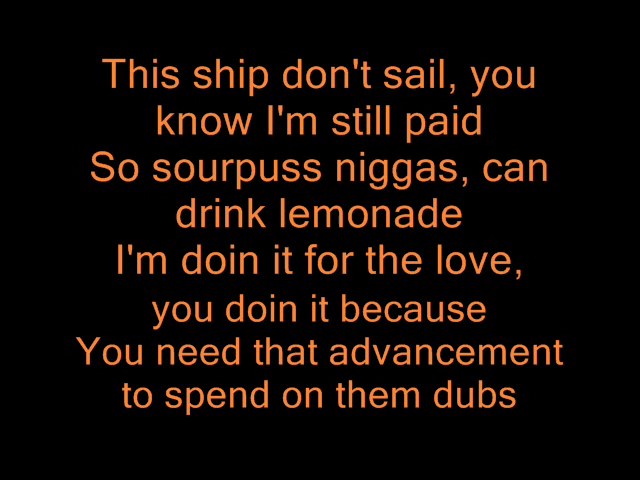 This ship don't sail, you
know I'm still paid
So sourpuss niggas, can
drink lemonade
I'm doin it for the love,
you doin it because
You need that advancement
to spend on them dubs